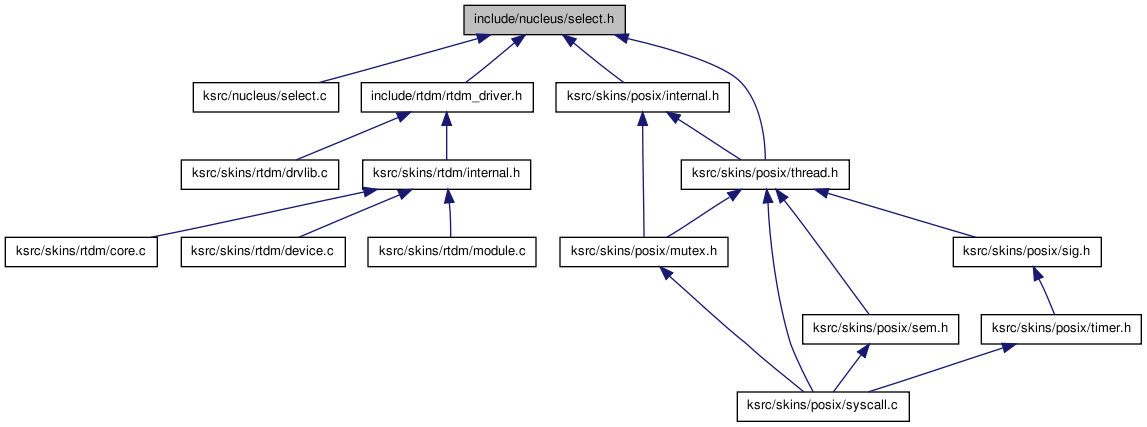 include/nucleus/select.h
ksrc/nucleus/select.c
include/rtdm/rtdm_driver.h
ksrc/skins/posix/internal.h
ksrc/skins/rtdm/drvlib.c
ksrc/skins/rtdm/internal.h
ksrc/skins/posix/thread.h
ksrc/skins/rtdm/core.c
ksrc/skins/rtdm/device.c
ksrc/skins/rtdm/module.c
ksrc/skins/posix/mutex.h
ksrc/skins/posix/sig.h
ksrc/skins/posix/sem.h
ksrc/skins/posix/timer.h
ksrc/skins/posix/syscall.c